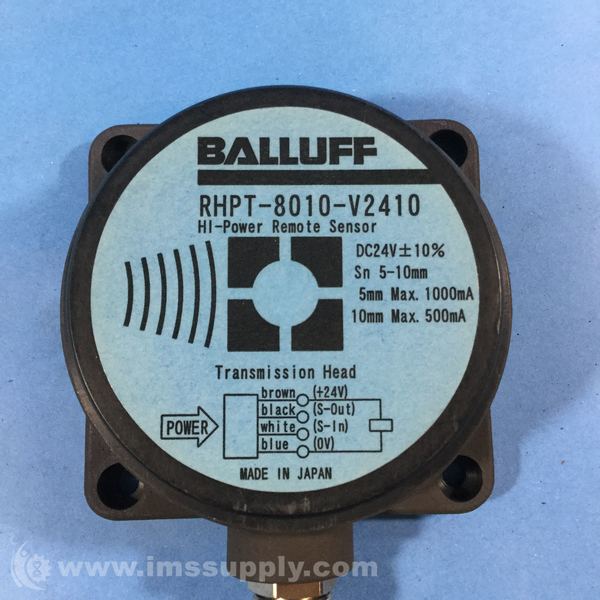 BALLUFF
RHPT-8010-V2410
HI-Power Remote Sensor
DC24V±10%
Sn 5-10mm
5mm Max. 1000mA
10mm Max. 500mA
Transmission Head
POWER
brown (+24V)
black (S-Out)
white (S-In)
blue (0V)
MADE IN JAPAN
www.imssupply.com